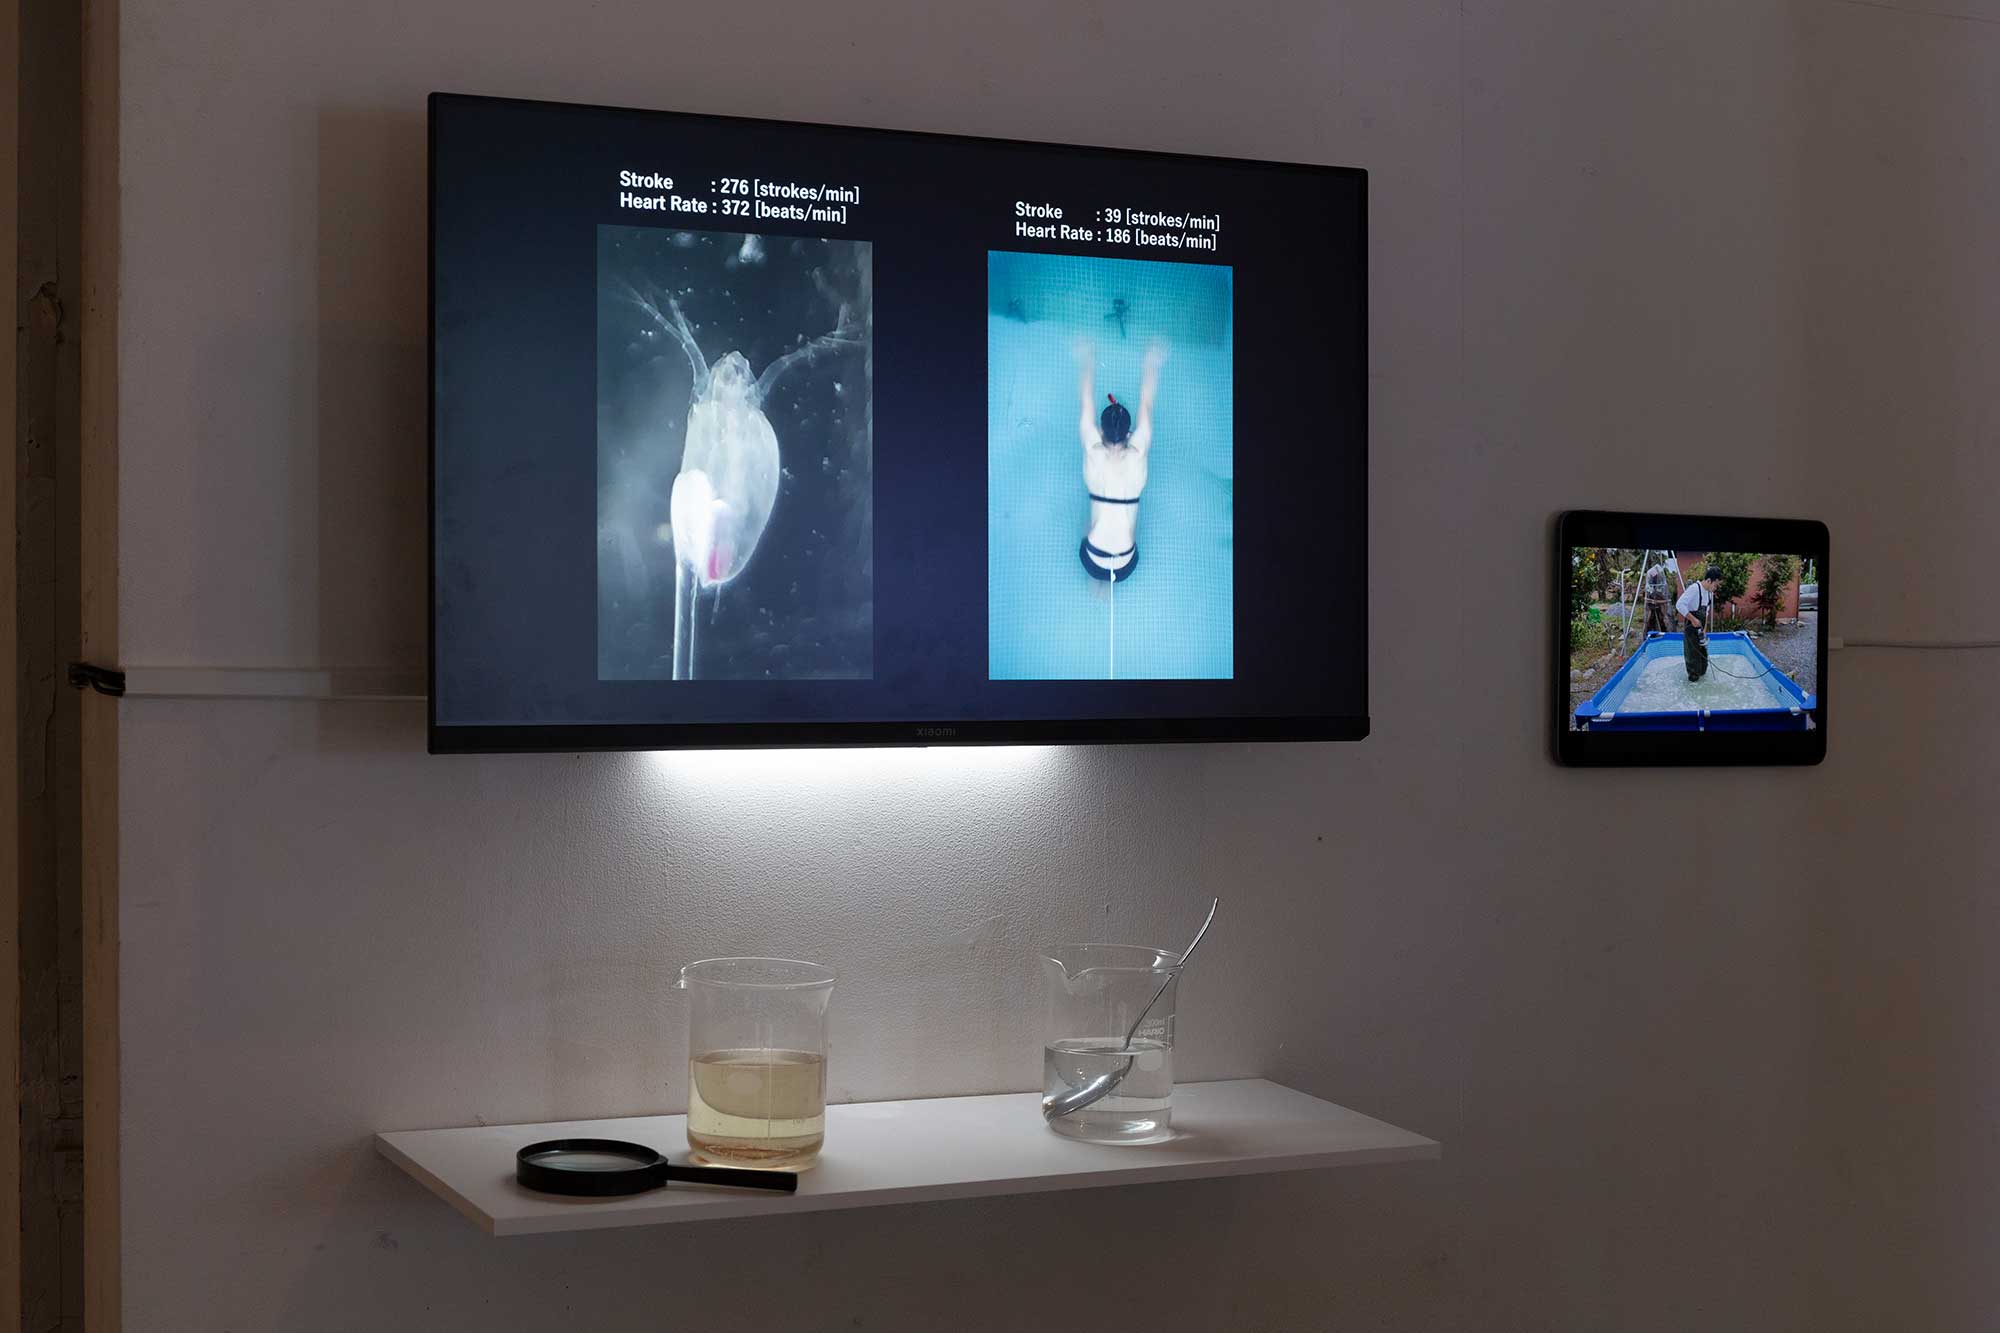 Stroke : 276 [strokes/min]
Heart Rate : 372 [beats/min]
Stroke : 39 [strokes/min]
Heart Rate : 186 [beats/min]
xiaomi
HARIO